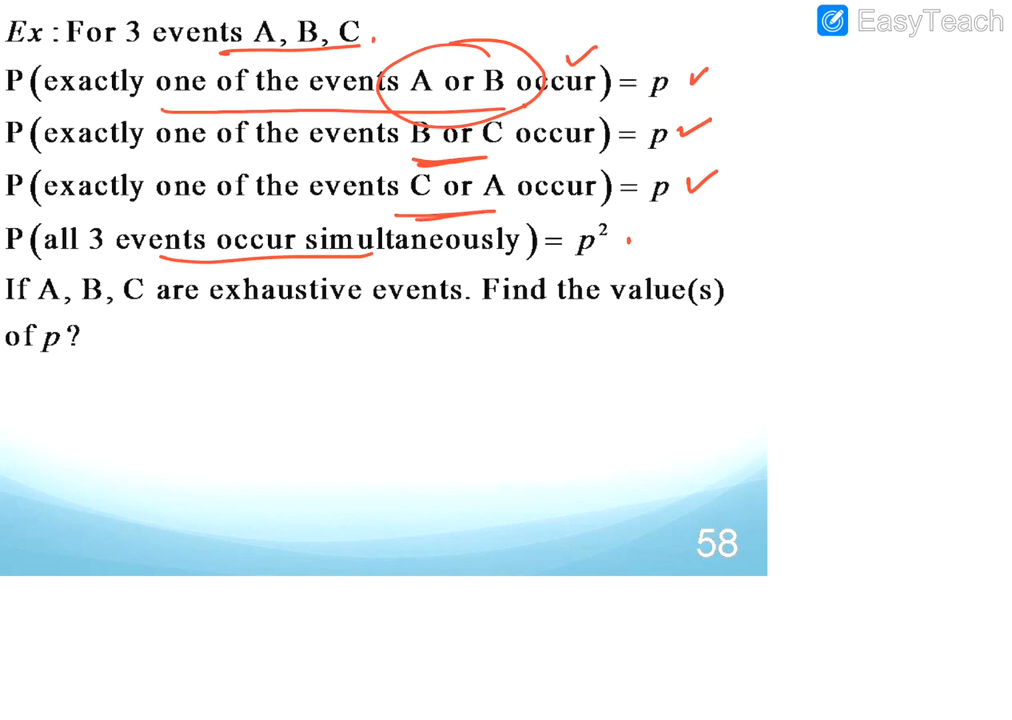 EasyTeach
Ex : For 3 events A, B, C
P(exactly one of the events A or B occur) = p
P(exactly one of the events B or C occur) = p
P(exactly one of the events C or A occur) = p
P(all 3 events occur simultaneously) = p²
If A, B, C are exhaustive events. Find the value(s)
of p?
58